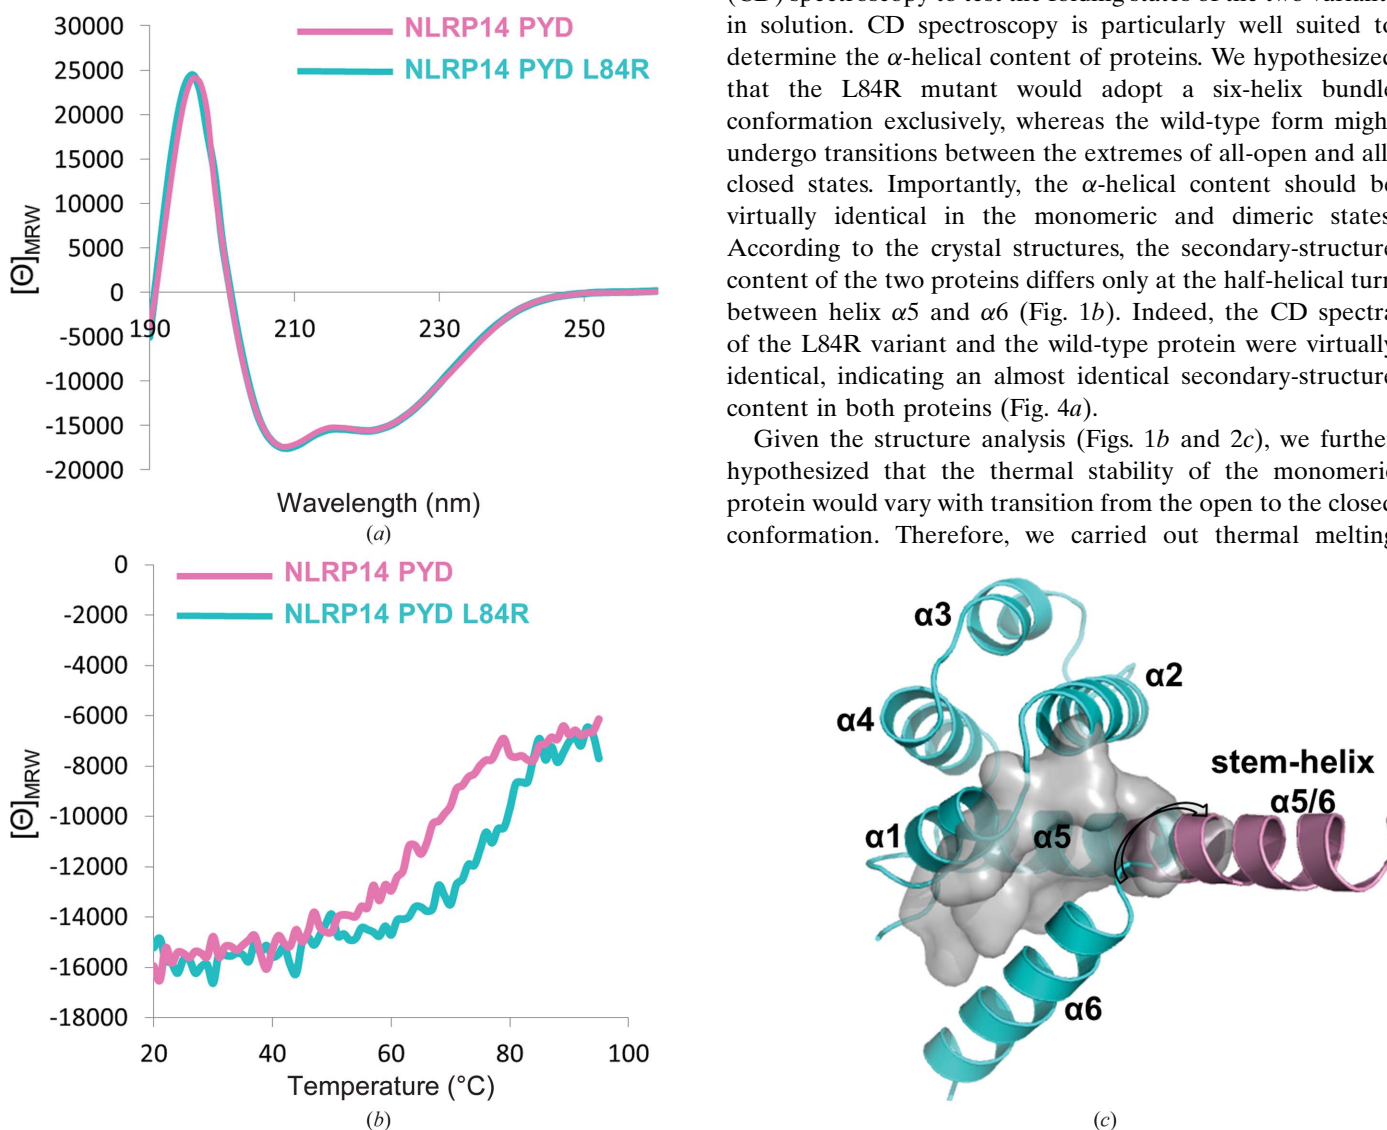 30000
25000
20000
15000
10000
5000
0
-5000
-10000
-15000
-20000
[Θ]MRW
190
210
230
250
NLRP14 PYD
NLRP14 PYD L84R
Wavelength (nm)
(a)
0
-2000
-4000
-6000
-8000
-10000
-12000
-14000
-16000
-18000
[Θ]MRW
20
40
60
80
100
NLRP14 PYD
NLRP14 PYD L84R
Temperature (°C)
(b)
in solution. CD spectroscopy is particularly well suited to
determine the α-helical content of proteins. We hypothesized
that the L84R mutant would adopt a six-helix bundle
conformation exclusively, whereas the wild-type form might
undergo transitions between the extremes of all-open and all-
closed states. Importantly, the α-helical content should be
virtually identical in the monomeric and dimeric states.
According to the crystal structures, the secondary-structure
content of the two proteins differs only at the half-helical turn
between helix α5 and α6 (Fig. 1b). Indeed, the CD spectra
of the L84R variant and the wild-type protein were virtually
identical, indicating an almost identical secondary-structure
content in both proteins (Fig. 4a).
Given the structure analysis (Figs. 1b and 2c), we further
hypothesized that the thermal stability of the monomeric
protein would vary with transition from the open to the closed
conformation. Therefore, we carried out thermal melting
α3
α2
α4
stem-helix
α5/6
α1
α5
α6
(c)